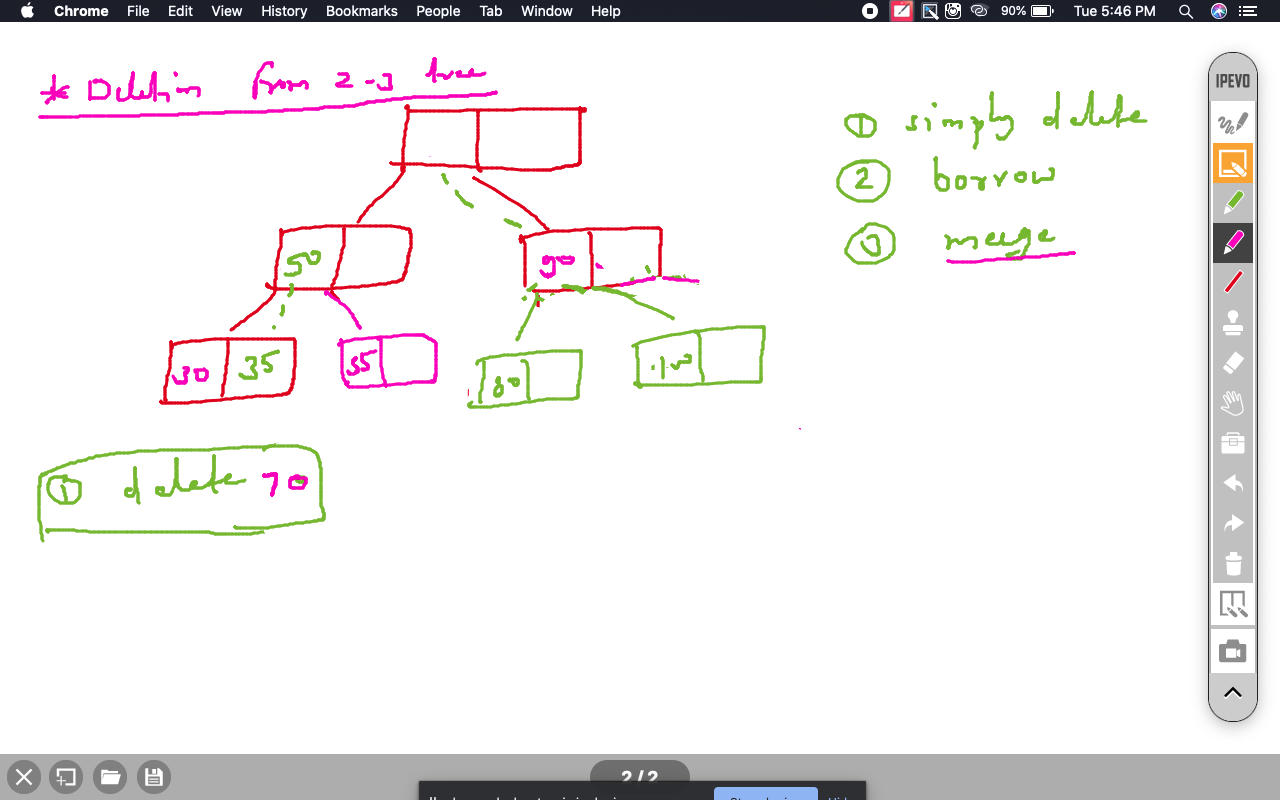 Chrome File Edit View History Bookmarks People Tab Window Help 90% Tue 5:46 PM
* Deletion from 2-3 tree
① simply delete
② borrow
③ merge
50 90
30 35 55 80 100
① delete 70
IPEVO
2 / 2